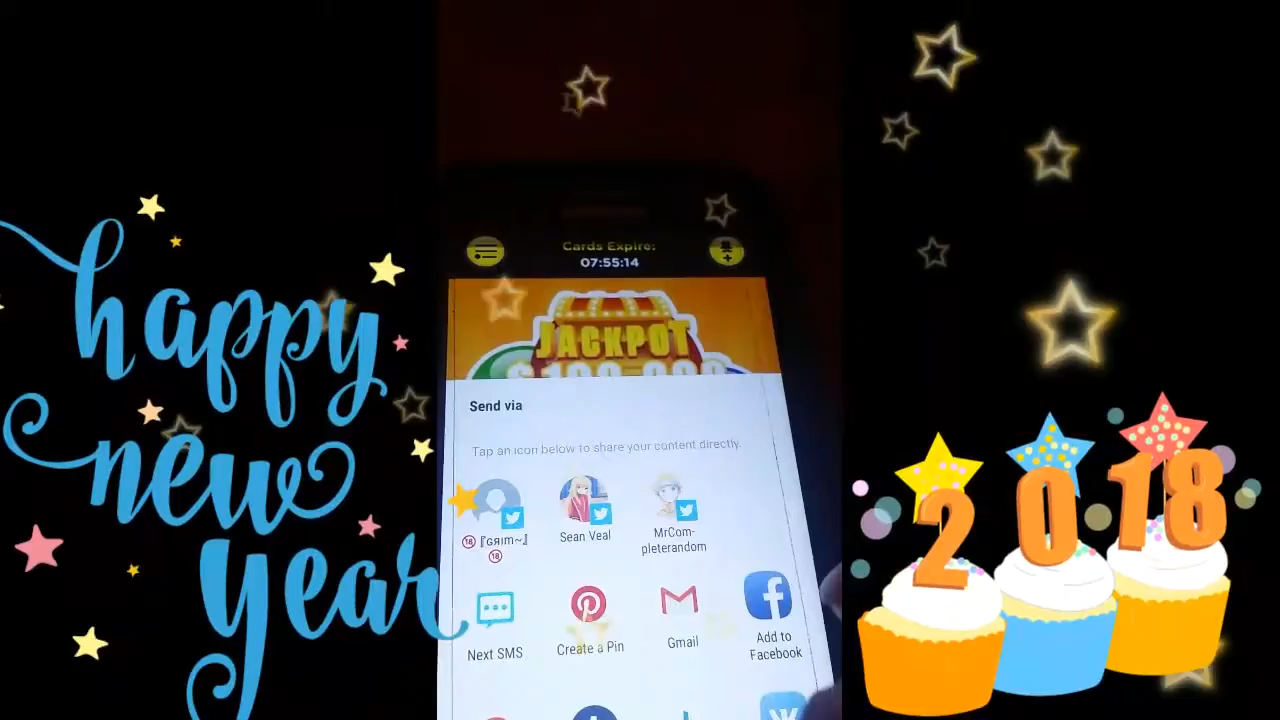 happy
new
year
Cards Expire:
07:55:14
JACKPOT
Send via
Tap an icon below to share your content directly.
🔞『GЯIM~』
🔞
Sean Veal
MrCom-
pleterandom
Next SMS
Create a Pin
Gmail
Add to
Facebook
2018